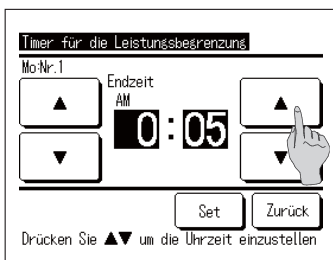 Timer für die Leistungsbegrenzung
Mo:Nr.1
Endzeit
AM
▲ 0:05 ▲
▼ ▼
Set Zurück
Drücken Sie ▲▼ um die Uhrzeit einzustellen